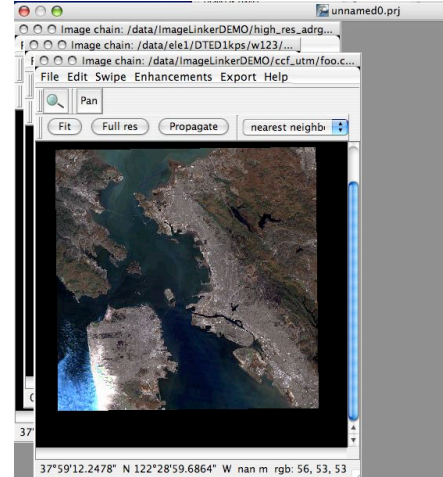 unnamed0.prj
Image chain: /data/ImageLinkerDEMO/high_res_adrg...
Image chain: /data/ele1/DTED1kps/w123/...
Image chain: /data/ImageLinkerDEMO/ccf_utm/foo.c...
File Edit Swipe Enhancements Export Help
Pan
Fit Full res Propagate nearest neighb
37°59'12.2478" N 122°28'59.6864" W nan m rgb: 56, 53, 53